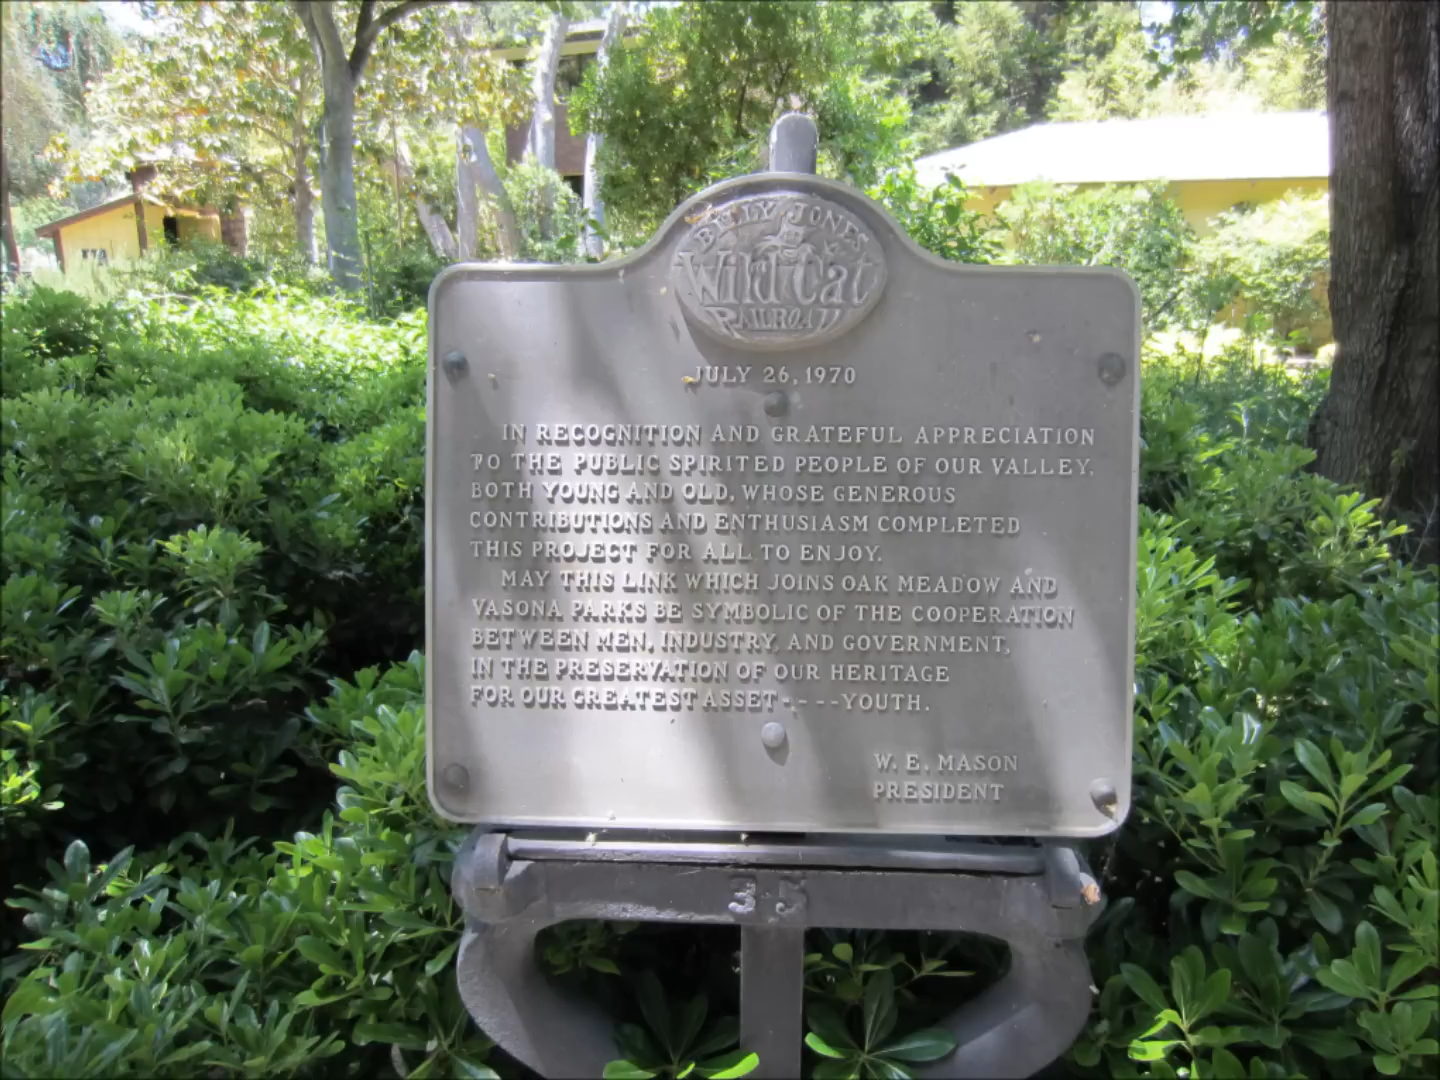 BILLY JONES
Wild Cat
RAILROAD
JULY 26, 1970
IN RECOGNITION AND GRATEFUL APPRECIATION
TO THE PUBLIC SPIRITED PEOPLE OF OUR VALLEY,
BOTH YOUNG AND OLD, WHOSE GENEROUS
CONTRIBUTIONS AND ENTHUSIASM COMPLETED
THIS PROJECT FOR ALL TO ENJOY.
MAY THIS LINK WHICH JOINS OAK MEADOW AND
VASONA PARKS BE SYMBOLIC OF THE COOPERATION
BETWEEN MEN, INDUSTRY, AND GOVERNMENT,
IN THE PRESERVATION OF OUR HERITAGE
FOR OUR GREATEST ASSET----YOUTH.
W. E. MASON
PRESIDENT
3·5